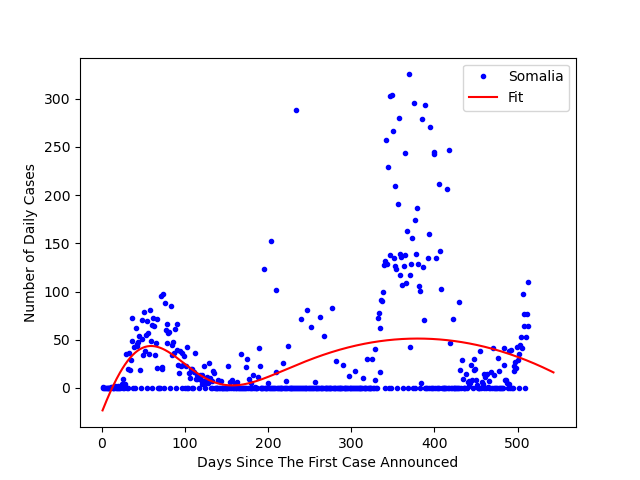 Somalia
Fit
Number of Daily Cases
300
250
200
150
100
50
0
0 100 200 300 400 500
Days Since The First Case Announced